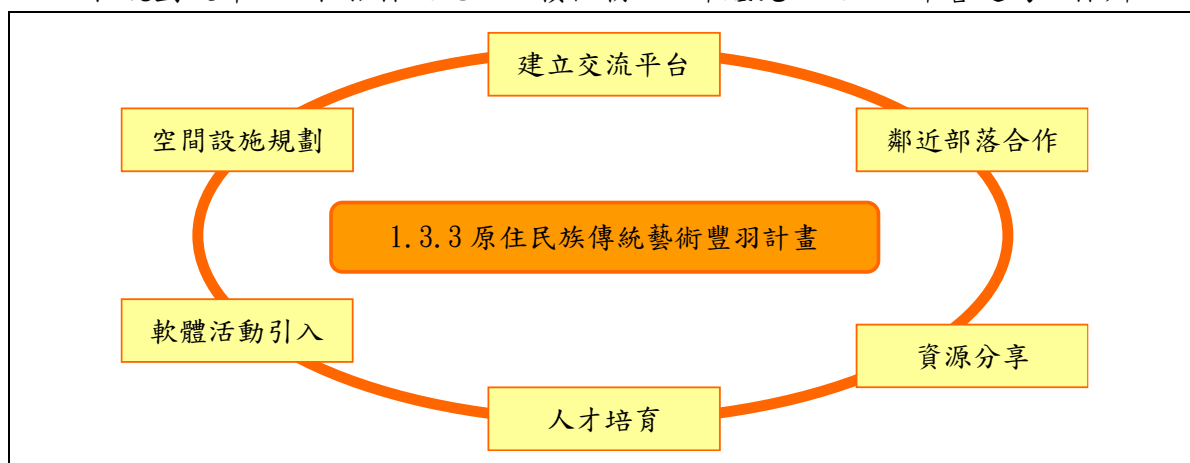 建立交流平台
空間設施規劃
鄰近部落合作
1.3.3原住民族傳統藝術豐羽計畫
軟體活動引入
資源分享
人才培育